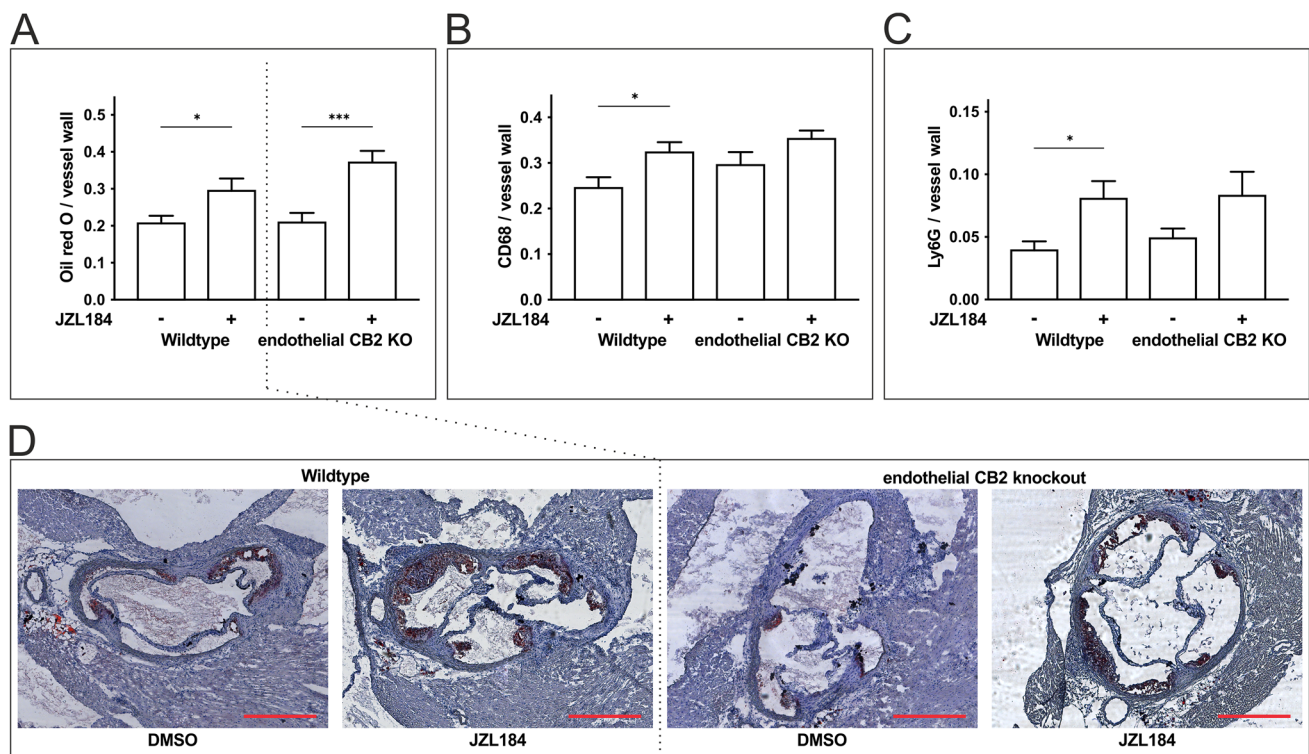 A
B
C
Oil red O / vessel wall
0.5
0.4
0.3
0.2
0.1
0.0
*
***
JZL184
-
+
-
+
Wildtype
endothelial CB2 KO
CD68 / vessel wall
0.4
0.3
0.2
0.1
0.0
*
JZL184
-
+
-
+
Wildtype
endothelial CB2 KO
Ly6G / vessel wall
0.15
0.10
0.05
0.00
*
JZL184
-
+
-
+
Wildtype
endothelial CB2 KO
D
Wildtype
endothelial CB2 knockout
DMSO
JZL184
DMSO
JZL184